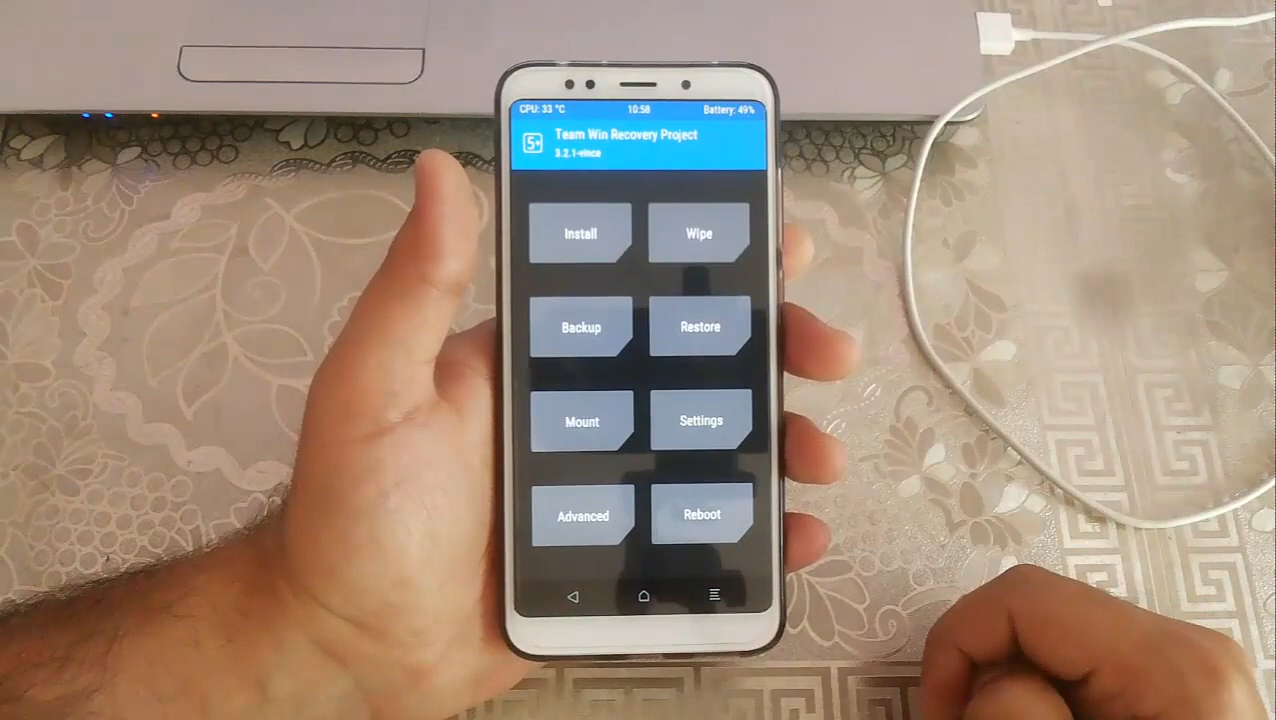 CPU: 33 °C 10:58 Battery: 49%
Team Win Recovery Project
3.2.1-vince
Install Wipe
Backup Restore
Mount Settings
Advanced Reboot